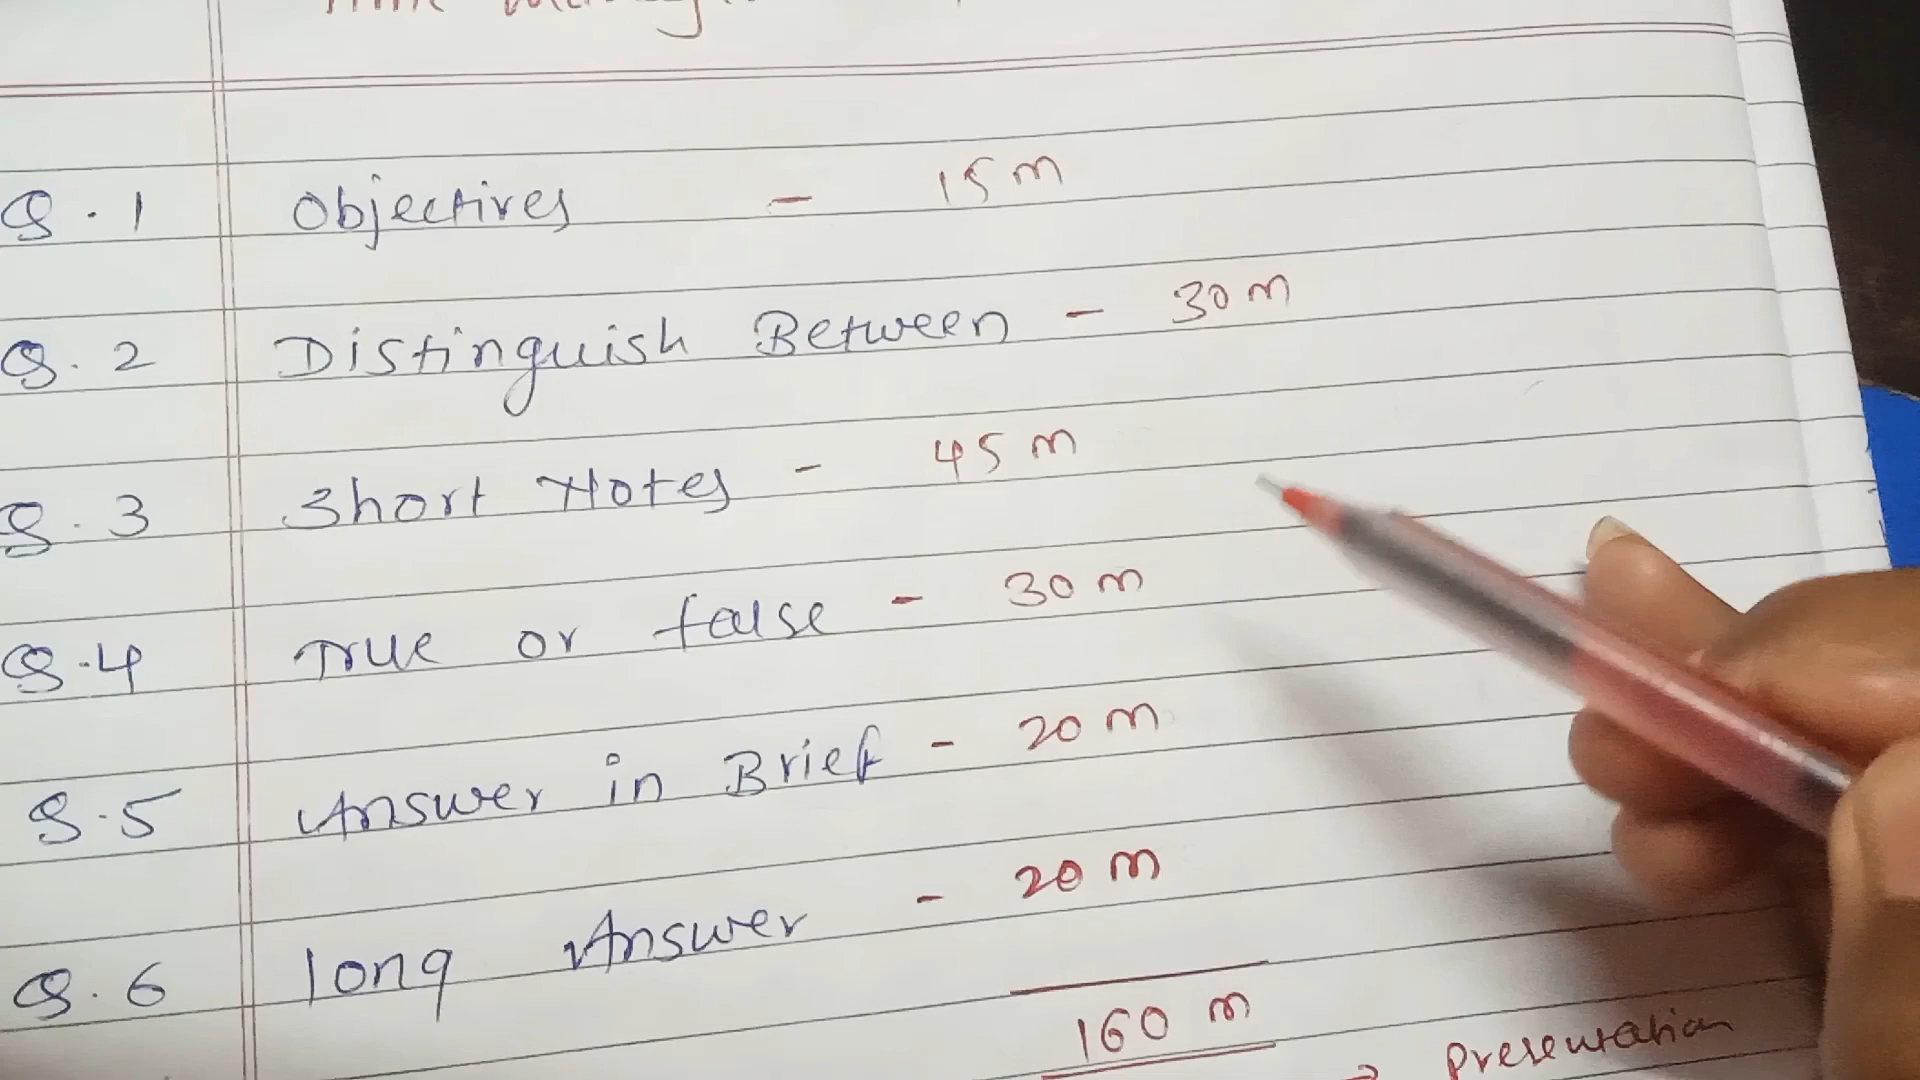 Q.1 Objectives - 15 m
Q.2 Distinguish Between - 30 m
Q.3 Short Notes - 45 m
Q.4 True or false - 30 m
Q.5 Answer in Brief - 20 m
Q.6 long Answer - 20 m
160 m
→ Presentation